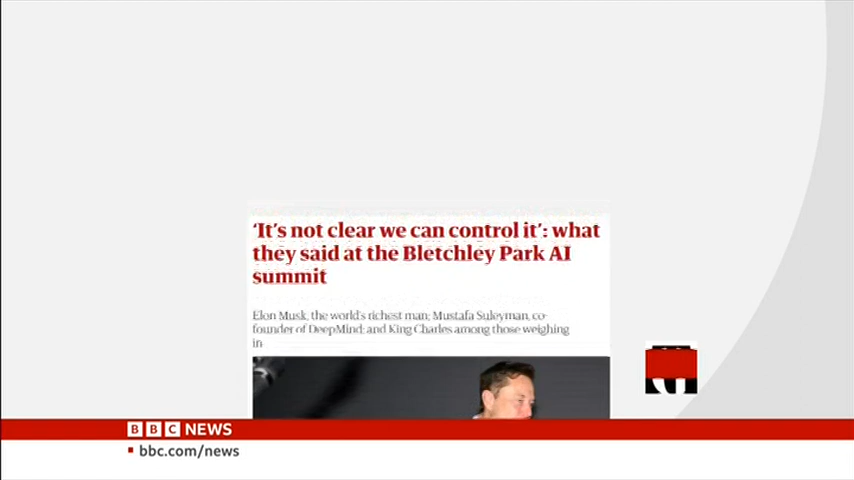 'It's not clear we can control it': what
they said at the Bletchley Park AI
summit
Elon Musk, the world's richest man; Mustafa Suleyman, co-
founder of DeepMind; and King Charles among those weighing
in
BBC NEWS
bbc.com/news